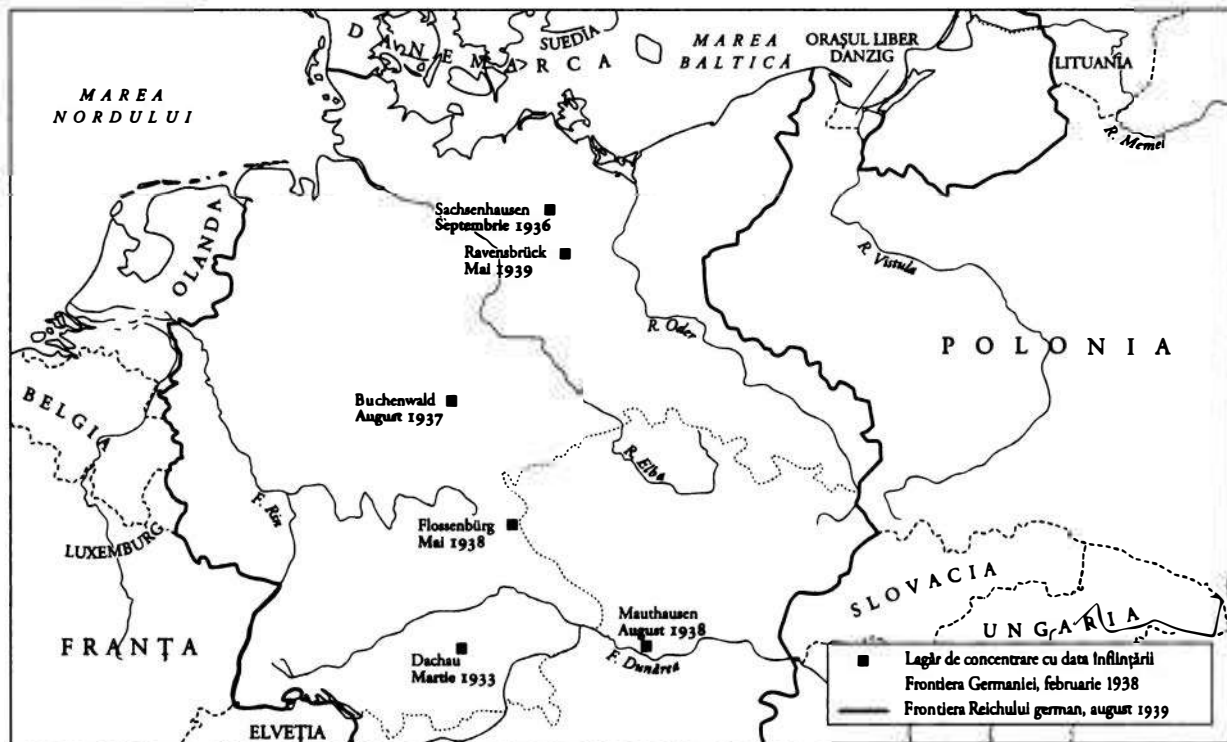 DANEMARCA
SUEDIA
MAREA
BALTICĂ
ORAȘUL LIBER
DANZIG
LITUANIA
MAREA
NORDULUI
R. Memel
Sachsenhausen
Septembrie 1936
Ravensbrück
Mai 1939
OLANDA
R. Vistula
R. Oder
POLONIA
BELGIA
Buchenwald
August 1937
R. Elba
F. Rin
Flossenbürg
Mai 1938
LUXEMBURG
SLOVACIA
Mauthausen
August 1938
UNGARIA
FRANȚA
Dachau
Martie 1933
F. Dunărea
ELVEȚIA
Lagăr de concentrare cu data înființării
Frontiera Germaniei, februarie 1938
Frontiera Reichului german, august 1939